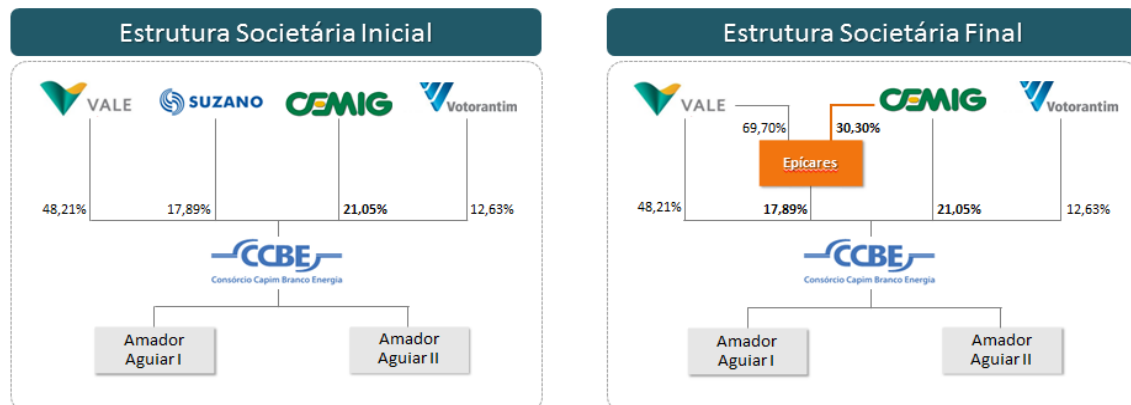 Estrutura Societária Inicial
VALE
SUZANO
CEMIG
Votorantim
48,21%
17,89%
21,05%
12,63%
CCBE
Consórcio Capim Branco Energia
Amador
Aguiar I
Amador
Aguiar II
Estrutura Societária Final
VALE
CEMIG
Votorantim
69,70%
30,30%
Epícares
48,21%
17,89%
21,05%
12,63%
CCBE
Consórcio Capim Branco Energia
Amador
Aguiar I
Amador
Aguiar II